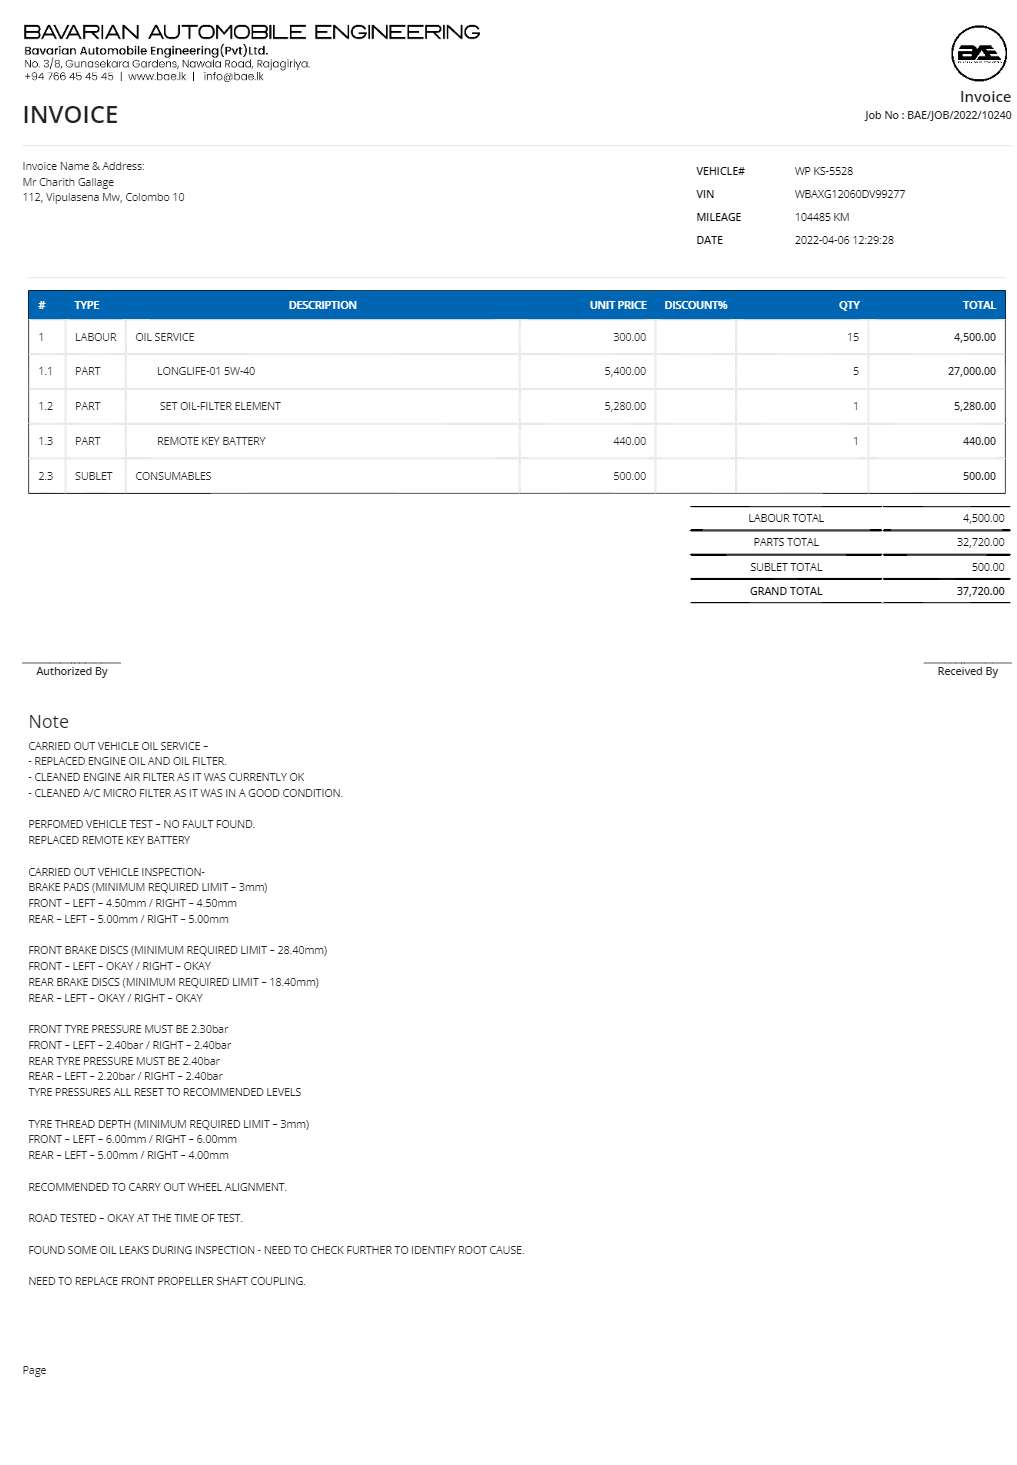 BAVARIAN AUTOMOBILE ENGINEERING
Bavarian Automobile Engineering(Pvt)Ltd.
No. 3/8, Gunasekara Gardens, Nawala Road, Rajagiriya.
+94 766 45 45 45 | www.bae.lk | info@bae.lk
BAE
INVOICE
Invoice
Job No : BAE/JOB/2022/10240
Invoice Name & Address:
Mr Charith Gallage
112, Vipulasena Mw, Colombo 10
VEHICLE# WP KS-5528
VIN WBAXG12060DV99277
MILEAGE 104485 KM
DATE 2022-04-06 12:29:28
# TYPE DESCRIPTION UNIT PRICE DISCOUNT% QTY TOTAL
1 LABOUR OIL SERVICE 300.00 15 4,500.00
1.1 PART LONGLIFE-01 5W-40 5,400.00 5 27,000.00
1.2 PART SET OIL-FILTER ELEMENT 5,280.00 1 5,280.00
1.3 PART REMOTE KEY BATTERY 440.00 1 440.00
2.3 SUBLET CONSUMABLES 500.00 500.00
LABOUR TOTAL 4,500.00
PARTS TOTAL 32,720.00
SUBLET TOTAL 500.00
GRAND TOTAL 37,720.00
Authorized By Received By
Note
CARRIED OUT VEHICLE OIL SERVICE –
- REPLACED ENGINE OIL AND OIL FILTER.
- CLEANED ENGINE AIR FILTER AS IT WAS CURRENTLY OK
- CLEANED A/C MICRO FILTER AS IT WAS IN A GOOD CONDITION.
PERFOMED VEHICLE TEST – NO FAULT FOUND.
REPLACED REMOTE KEY BATTERY
CARRIED OUT VEHICLE INSPECTION-
BRAKE PADS (MINIMUM REQUIRED LIMIT – 3mm)
FRONT – LEFT – 4.50mm / RIGHT – 4.50mm
REAR – LEFT – 5.00mm / RIGHT – 5.00mm
FRONT BRAKE DISCS (MINIMUM REQUIRED LIMIT – 28.40mm)
FRONT – LEFT – OKAY / RIGHT – OKAY
REAR BRAKE DISCS (MINIMUM REQUIRED LIMIT – 18.40mm)
REAR – LEFT – OKAY / RIGHT – OKAY
FRONT TYRE PRESSURE MUST BE 2.30bar
FRONT – LEFT – 2.40bar / RIGHT – 2.40bar
REAR TYRE PRESSURE MUST BE 2.40bar
REAR – LEFT – 2.20bar / RIGHT – 2.40bar
TYRE PRESSURES ALL RESET TO RECOMMENDED LEVELS
TYRE THREAD DEPTH (MINIMUM REQUIRED LIMIT – 3mm)
FRONT – LEFT – 6.00mm / RIGHT – 6.00mm
REAR – LEFT – 5.00mm / RIGHT – 4.00mm
RECOMMENDED TO CARRY OUT WHEEL ALIGNMENT.
ROAD TESTED – OKAY AT THE TIME OF TEST.
FOUND SOME OIL LEAKS DURING INSPECTION - NEED TO CHECK FURTHER TO IDENTIFY ROOT CAUSE.
NEED TO REPLACE FRONT PROPELLER SHAFT COUPLING.
Page